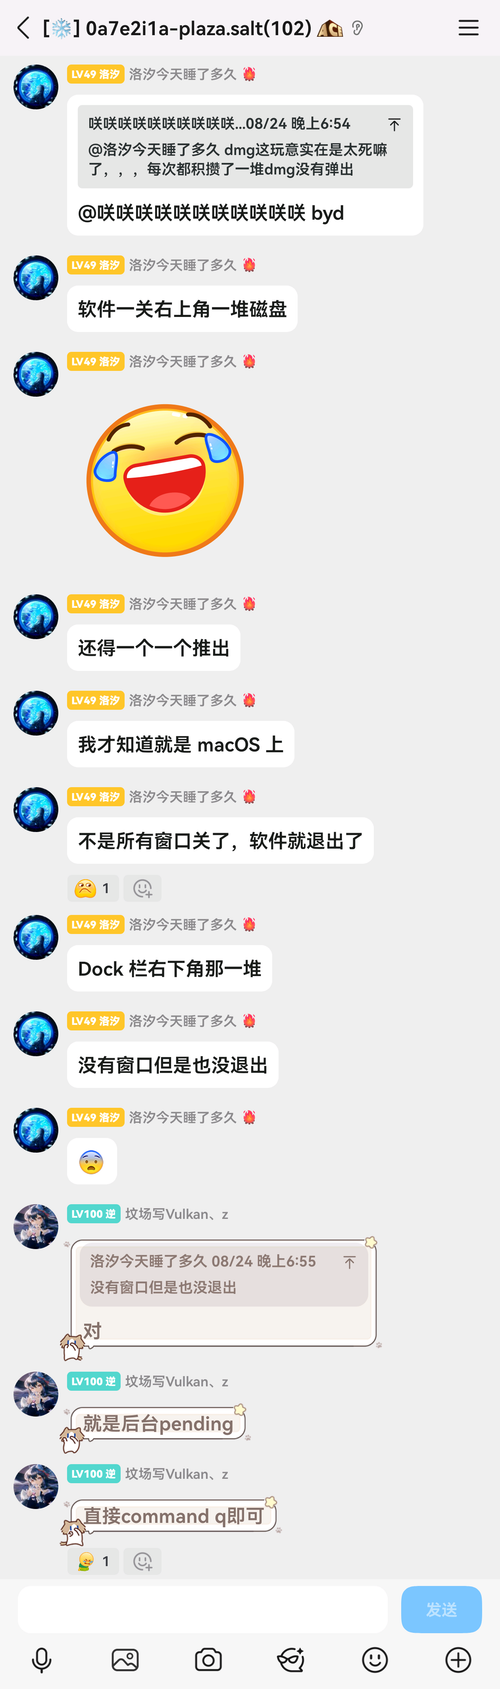 [❄️] 0a7e2i1a-plaza.salt(102)
LV49 洛汐 洛汐今天睡了多久
咲咲咲咲咲咲咲咲咲咲...08/24 晚上6:54
@洛汐今天睡了多久 dmg这玩意实在是太死嘛
了，，，每次都积攒了一堆dmg没有弹出
@咲咲咲咲咲咲咲咲咲咲咲 byd
LV49 洛汐 洛汐今天睡了多久
软件一关右上角一堆磁盘
LV49 洛汐 洛汐今天睡了多久
LV49 洛汐 洛汐今天睡了多久
还得一个一个推出
LV49 洛汐 洛汐今天睡了多久
我才知道就是 macOS 上
LV49 洛汐 洛汐今天睡了多久
不是所有窗口关了，软件就退出了
1
LV49 洛汐 洛汐今天睡了多久
Dock 栏右下角那一堆
LV49 洛汐 洛汐今天睡了多久
没有窗口但是也没退出
LV49 洛汐 洛汐今天睡了多久
LV100 逆 坟场写Vulkan、z
洛汐今天睡了多久 08/24 晚上6:55
没有窗口但是也没退出
对
LV100 逆 坟场写Vulkan、z
就是后台pending
LV100 逆 坟场写Vulkan、z
直接command q即可
1
发送